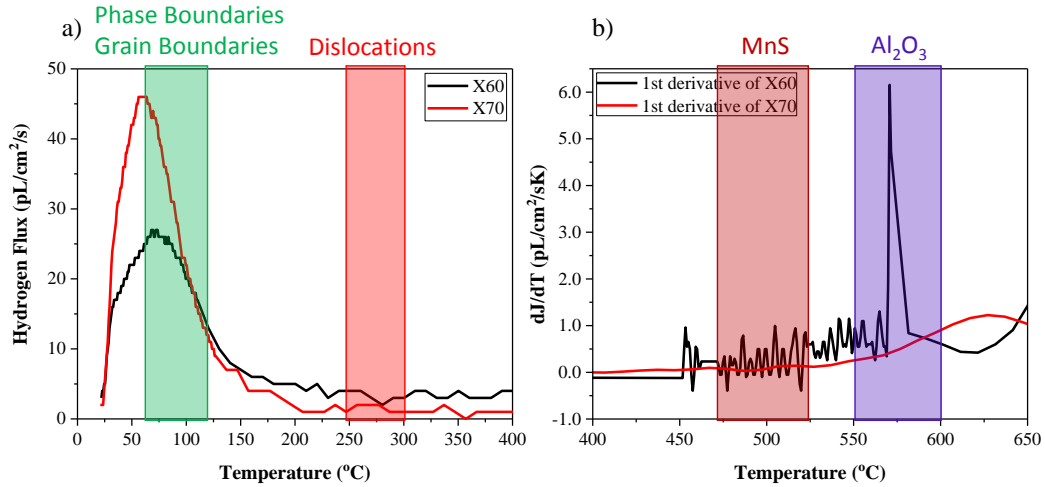 a)
Phase Boundaries
Grain Boundaries
Dislocations
X60
X70
Hydrogen Flux (pL/cm²/s)
50
40
30
20
10
0
0 50 100 150 200 250 300 350 400
Temperature (ºC)
b)
MnS
Al₂O₃
1st derivative of X60
1st derivative of X70
dJ/dT (pL/cm²/sK)
6.0
5.0
4.0
3.0
2.0
1.0
0.0
-1.0
400 450 500 550 600 650
Temperature (ºC)